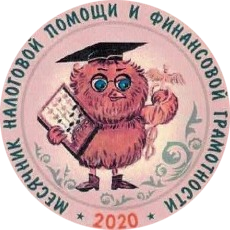 МЕСЯЧНИК НАЛОГОВОЙ ПОМОЩИ И ФИНАНСОВОЙ ГРАМОТНОСТИ
2020